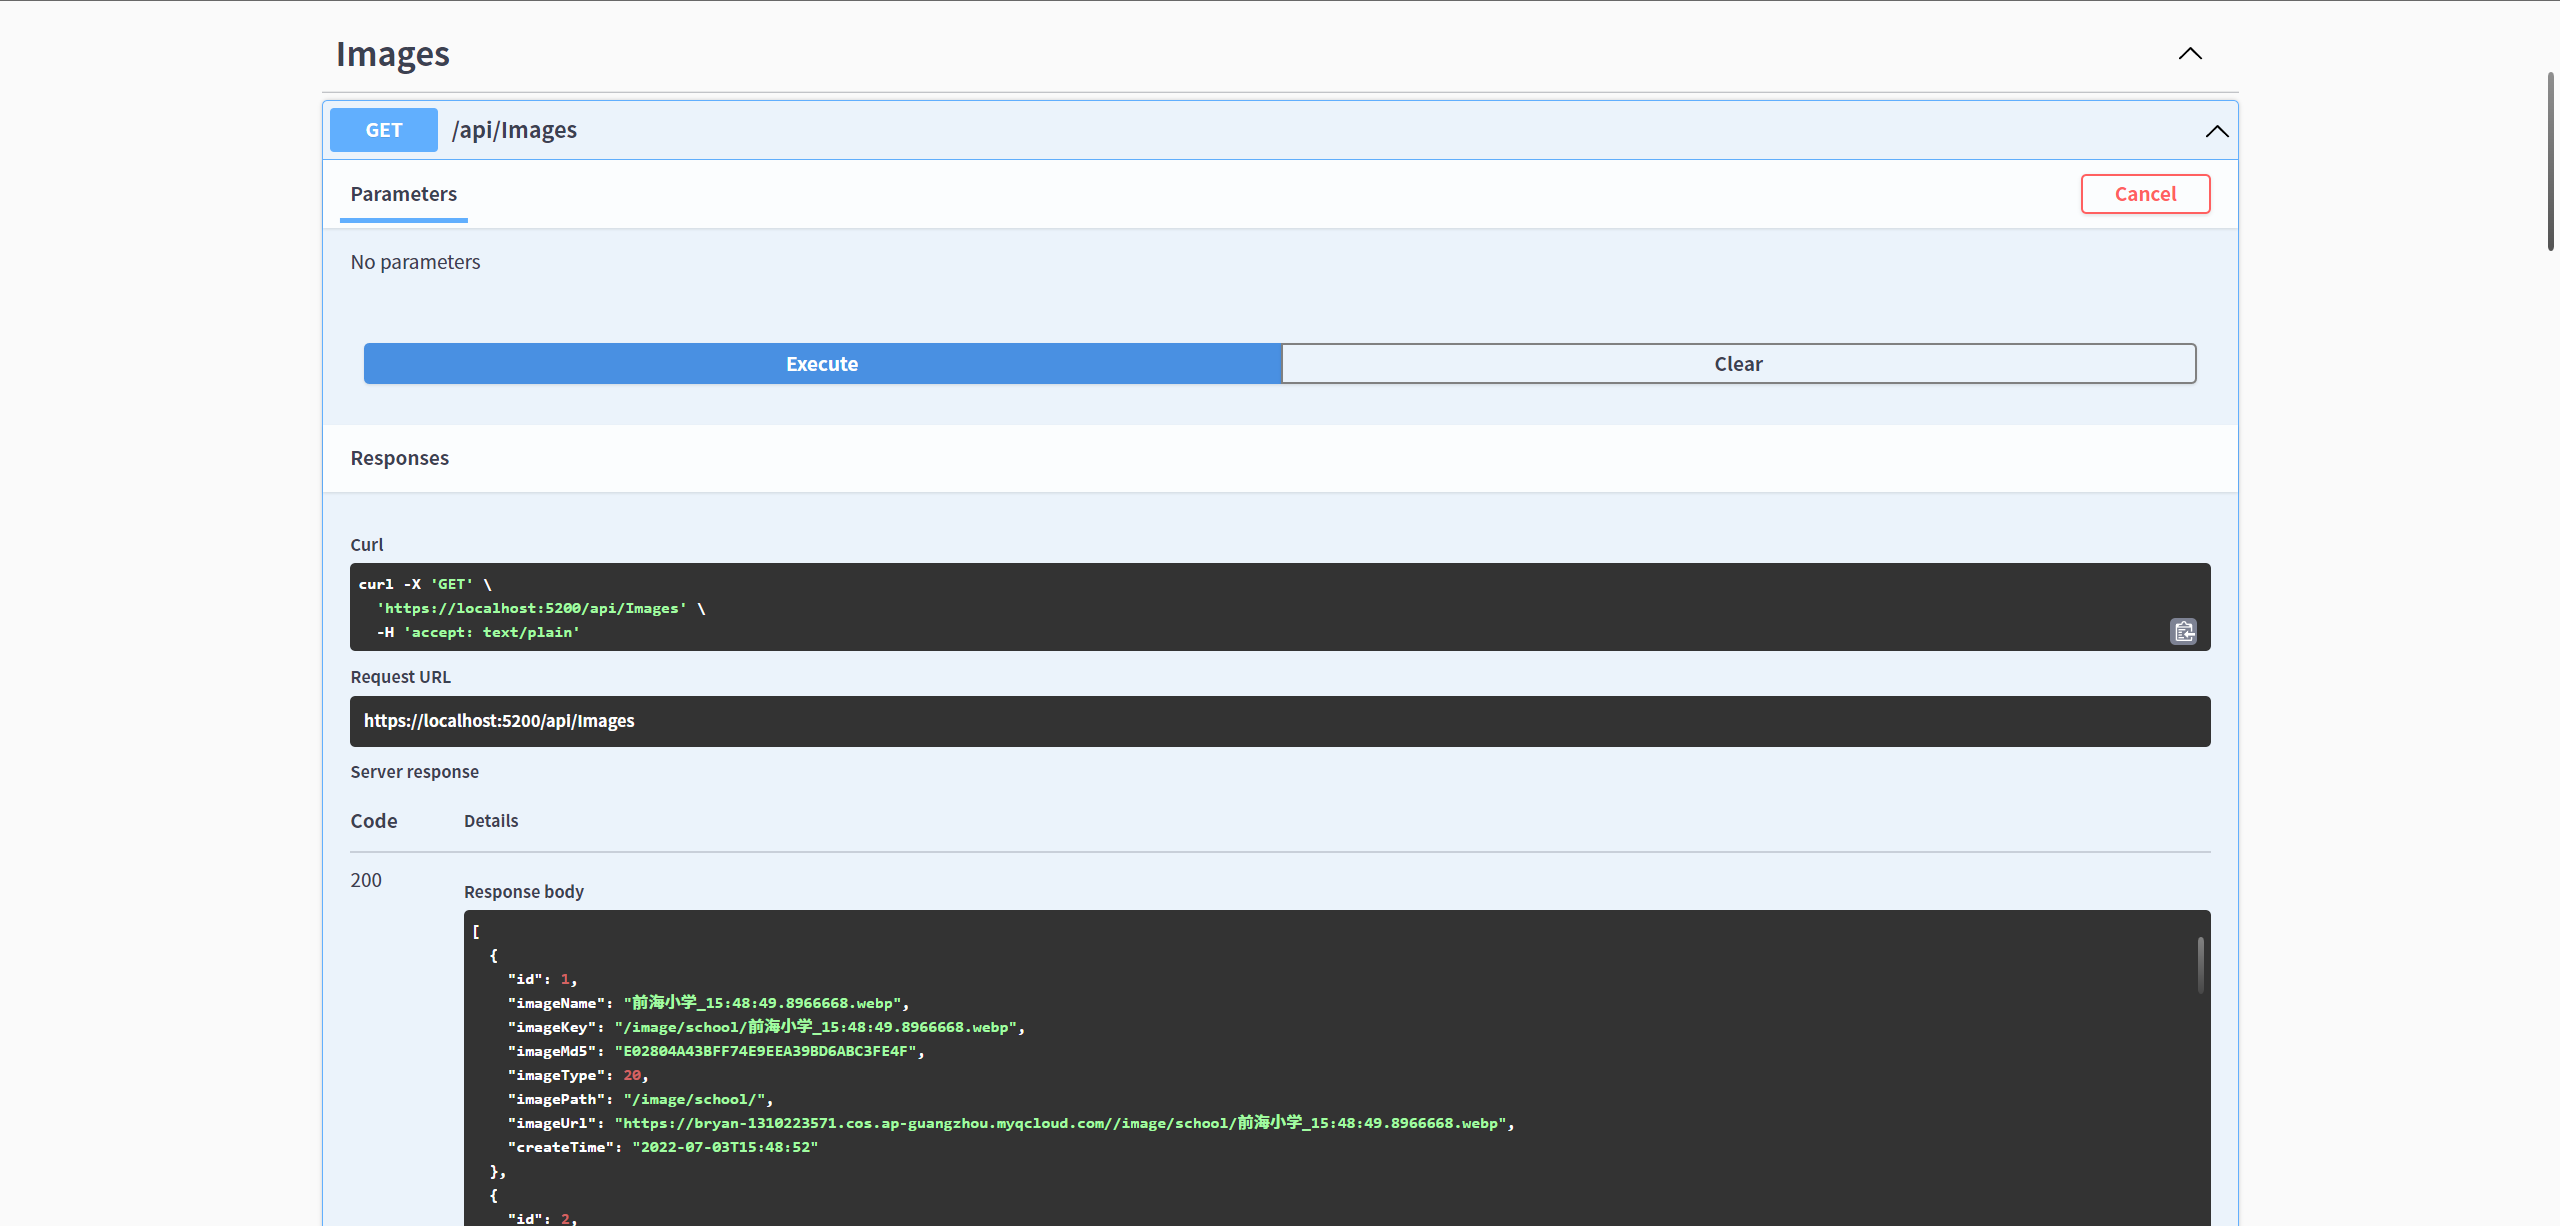 Images
GET /api/Images
Parameters
Cancel
No parameters
Execute
Clear
Responses
Curl
curl -X 'GET' \
  'https://localhost:5200/api/Images' \
  -H 'accept: text/plain'
Request URL
https://localhost:5200/api/Images
Server response
Code Details
200
Response body
[
  {
    "id": 1,
    "imageName": "前海小学_15:48:49.8966668.webp",
    "imageKey": "/image/school/前海小学_15:48:49.8966668.webp",
    "imageMd5": "E02804A43BFF74E9EEA39BD6ABC3FE4F",
    "imageType": 20,
    "imagePath": "/image/school/",
    "imageUrl": "https://bryan-1310223571.cos.ap-guangzhou.myqcloud.com//image/school/前海小学_15:48:49.8966668.webp",
    "createTime": "2022-07-03T15:48:52"
  },
  {
    "id": 2,